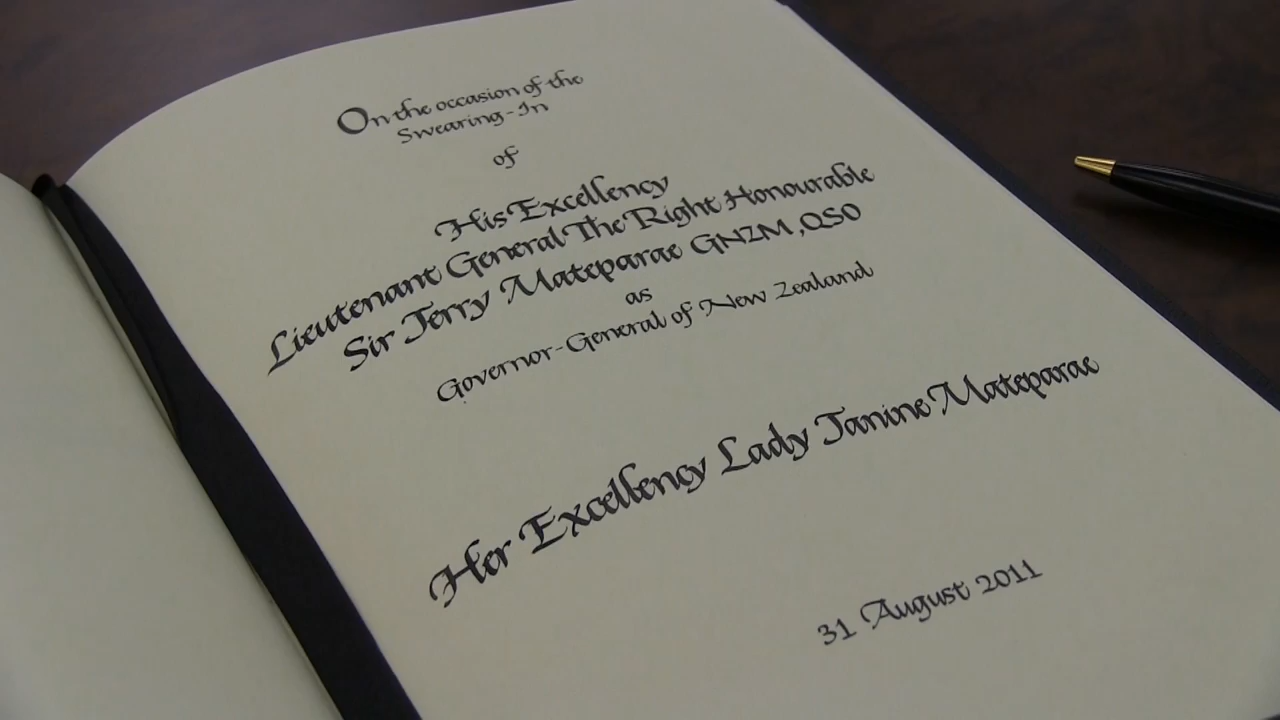 On the occasion of the
Swearing-In
of
His Excellency
Lieutenant General The Right Honourable
Sir Jerry Mateparae GNZM, QSO
as
Governor-General of New Zealand
Her Excellency Lady Janine Mateparae
31 August 2011